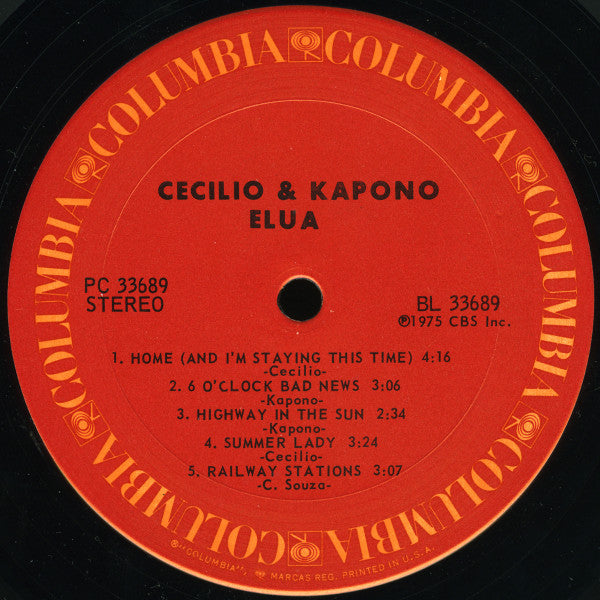 COLUMBIA COLUMBIA COLUMBIA COLUMBIA COLUMBIA COLUMBIA
CECILIO & KAPONO
ELUA
PC 33689
STEREO
BL 33689
Ⓟ1975 CBS Inc.
1. HOME (AND I'M STAYING THIS TIME) 4:16
-Cecilio-
2. 6 O'CLOCK BAD NEWS 3:06
-Kapono-
3. HIGHWAY IN THE SUN 2:34
-Kapono-
4. SUMMER LADY 3:24
-Cecilio-
5. RAILWAY STATIONS 3:07
-C. Souza-
®"COLUMBIA", MARCAS REG. PRINTED IN U.S.A.